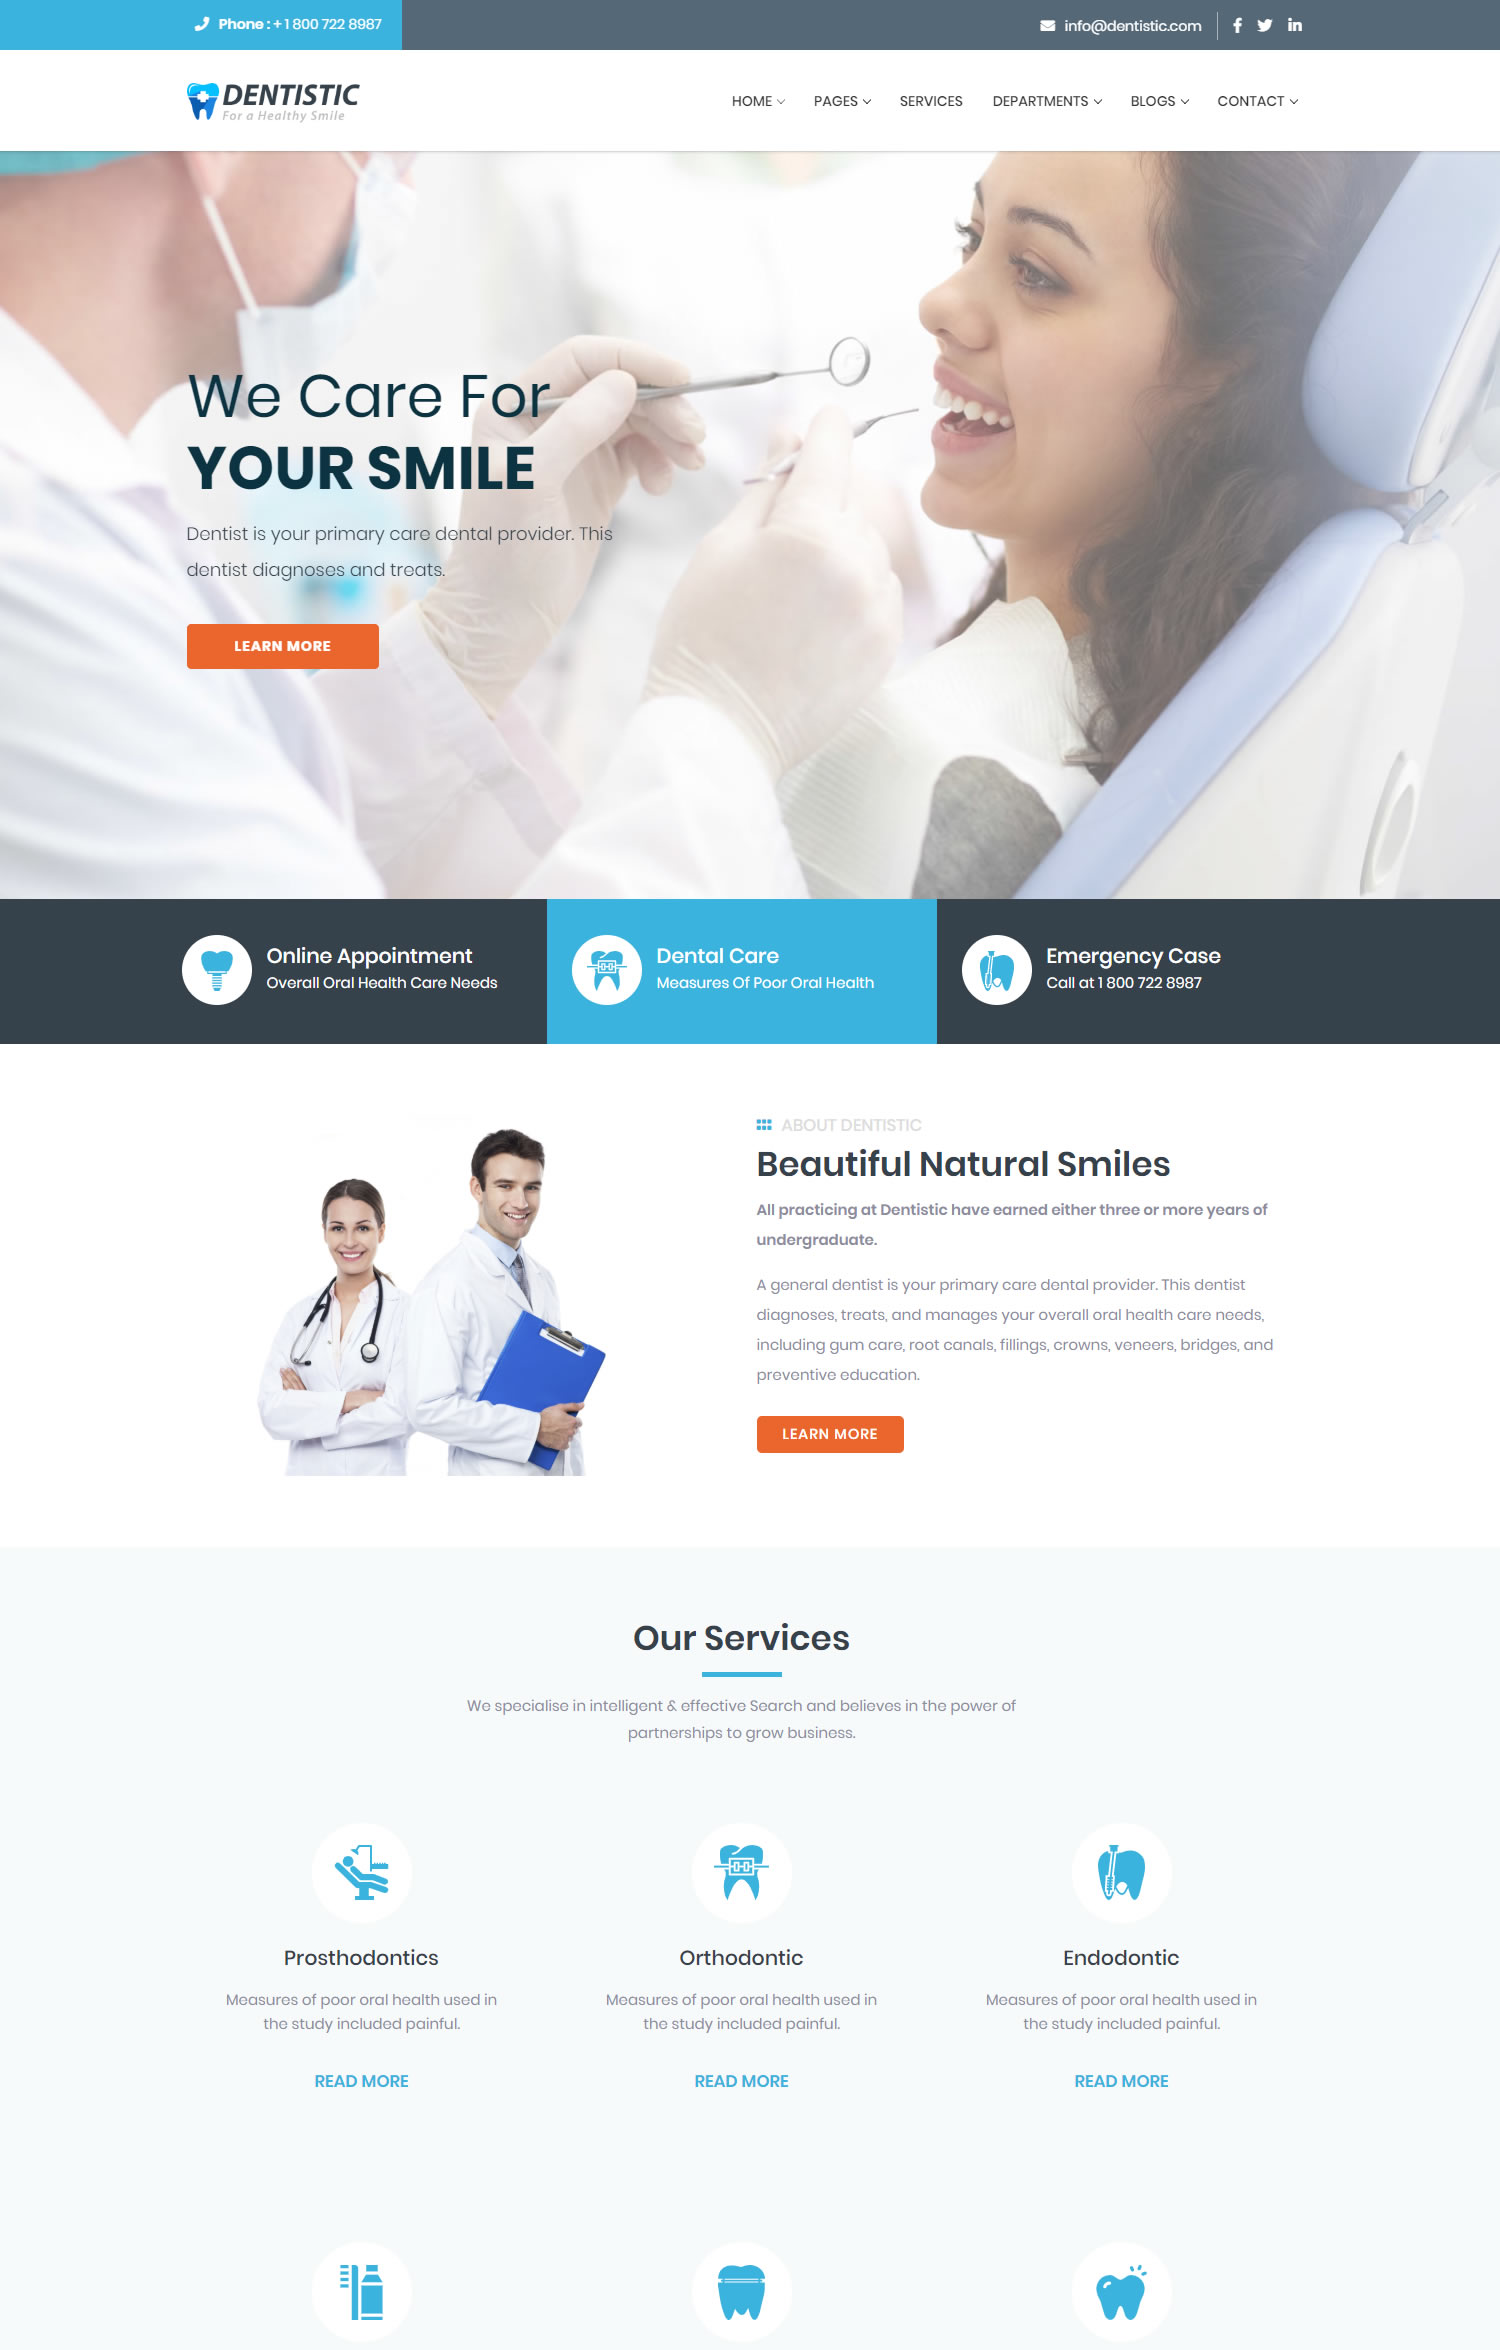 Phone : + 1 800 722 8987
info@dentistic.com
DENTISTIC
For a Healthy Smile
HOME
PAGES
SERVICES
DEPARTMENTS
BLOGS
CONTACT
We Care For
YOUR SMILE
Dentist is your primary care dental provider. This
dentist diagnoses and treats.
LEARN MORE
Online Appointment
Overall Oral Health Care Needs
Dental Care
Measures Of Poor Oral Health
Emergency Case
Call at 1 800 722 8987
ABOUT DENTISTIC
Beautiful Natural Smiles
All practicing at Dentistic have earned either three or more years of
undergraduate.
A general dentist is your primary care dental provider. This dentist
diagnoses, treats, and manages your overall oral health care needs,
including gum care, root canals, fillings, crowns, veneers, bridges, and
preventive education.
LEARN MORE
Our Services
We specialise in intelligent & effective Search and believes in the power of
partnerships to grow business.
Prosthodontics
Measures of poor oral health used in
the study included painful.
READ MORE
Orthodontic
Measures of poor oral health used in
the study included painful.
READ MORE
Endodontic
Measures of poor oral health used in
the study included painful.
READ MORE